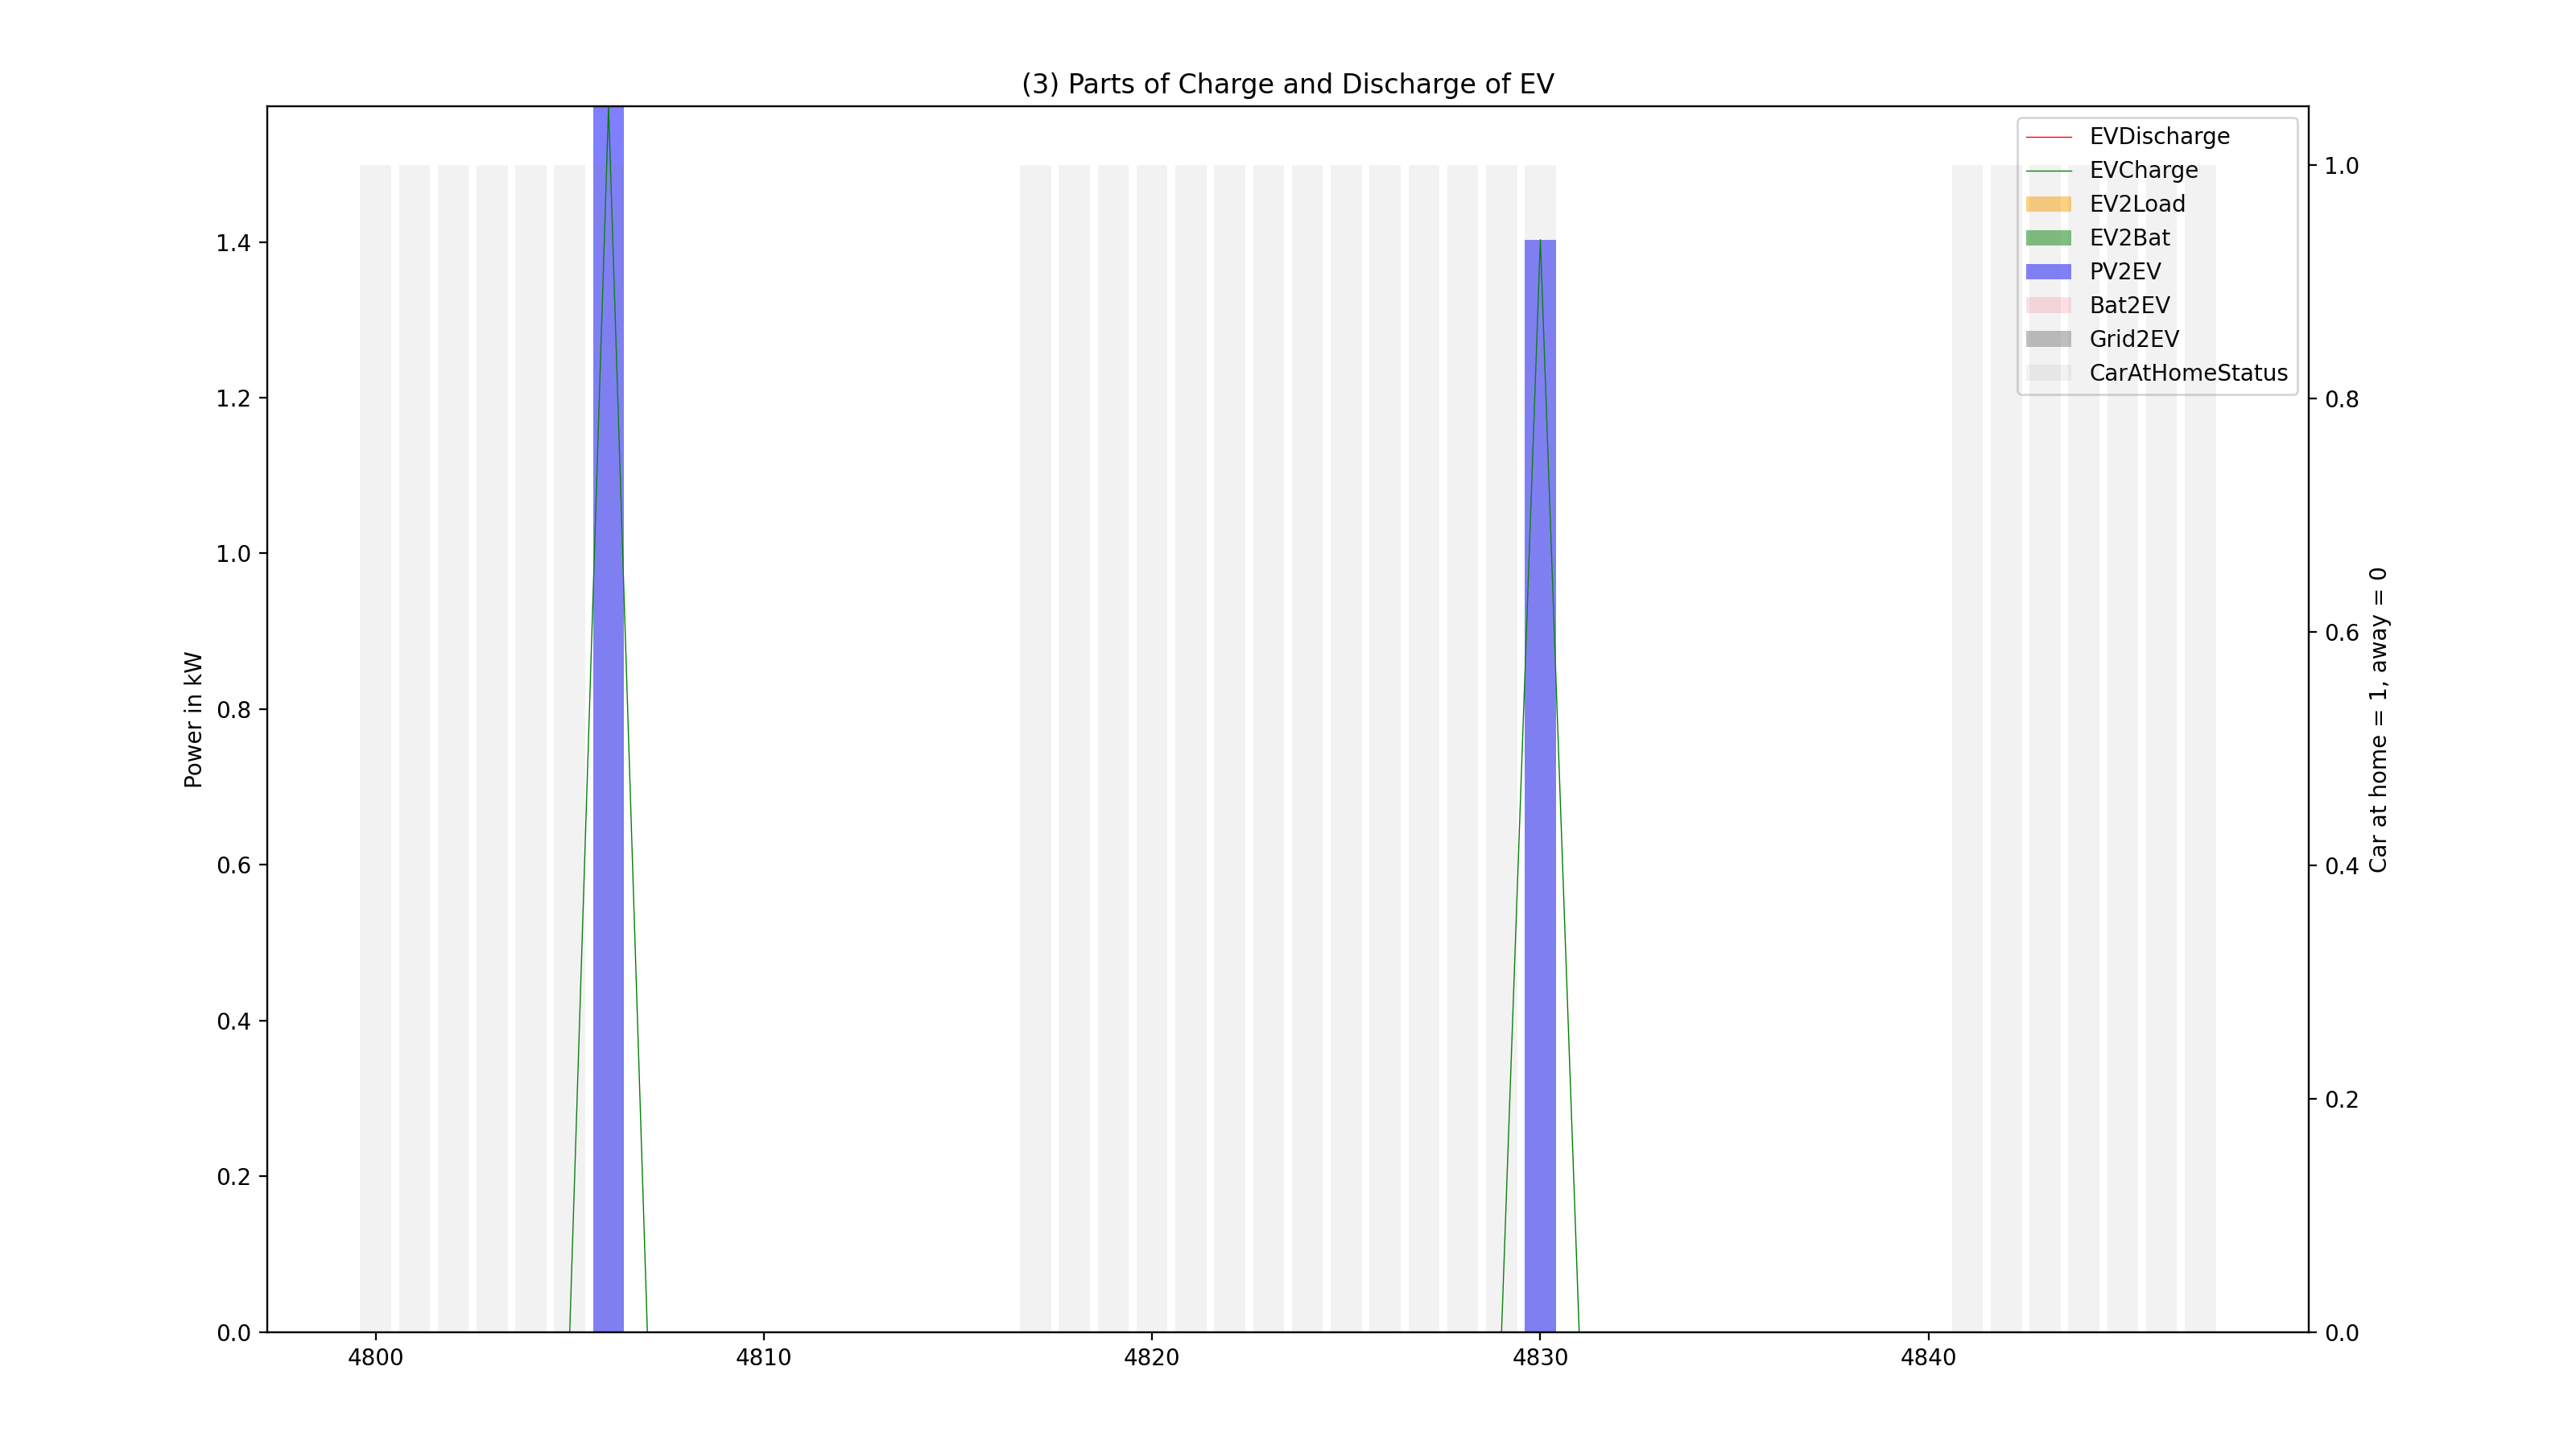 (3) Parts of Charge and Discharge of EV
EVDischarge
EVCharge
EV2Load
EV2Bat
PV2EV
Bat2EV
Grid2EV
CarAtHomeStatus
1.4
1.2
1.0
0.8
0.6
0.4
0.2
0.0
Power in kW
1.0
0.8
0.6
0.4
0.2
0.0
Car at home = 1, away = 0
4800 4810 4820 4830 4840